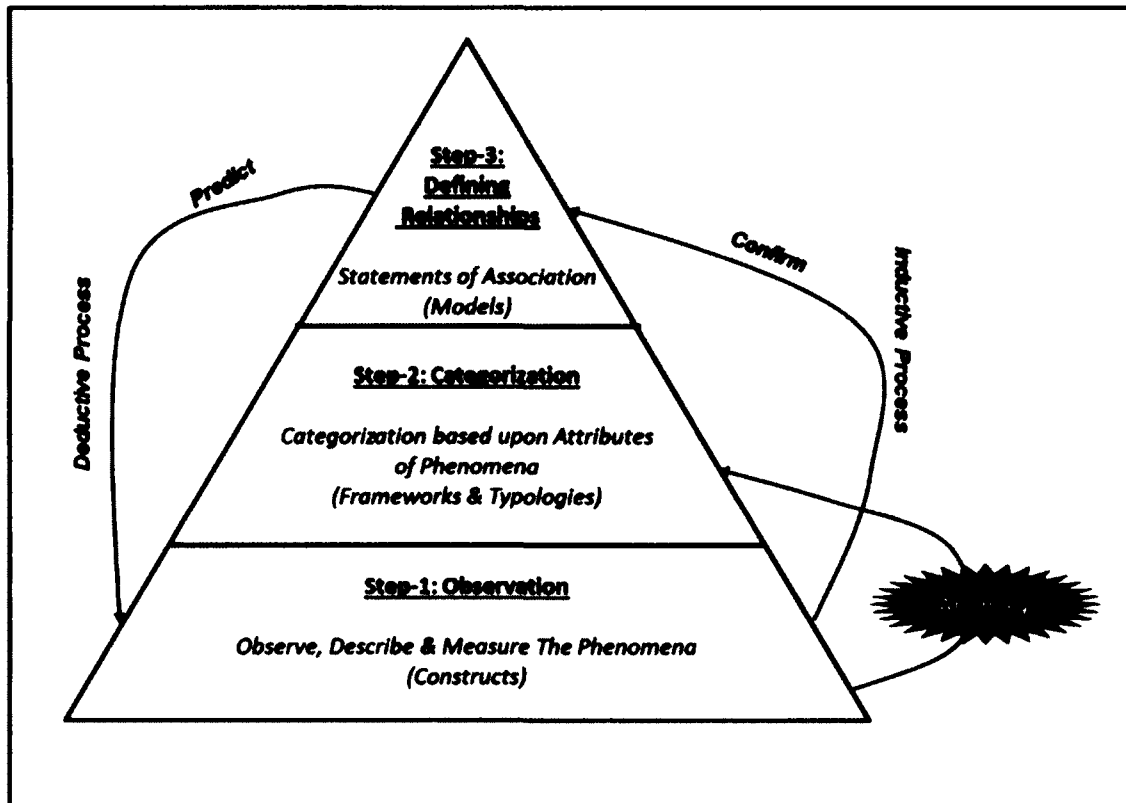 Step-3:
Defining
Relationships
Statements of Association
(Models)
Step-2: Categorization
Categorization based upon Attributes
of Phenomena
(Frameworks & Typologies)
Step-1: Observation
Observe, Describe & Measure The Phenomena
(Constructs)
Predict
Deductive Process
Confirm
Inductive Process